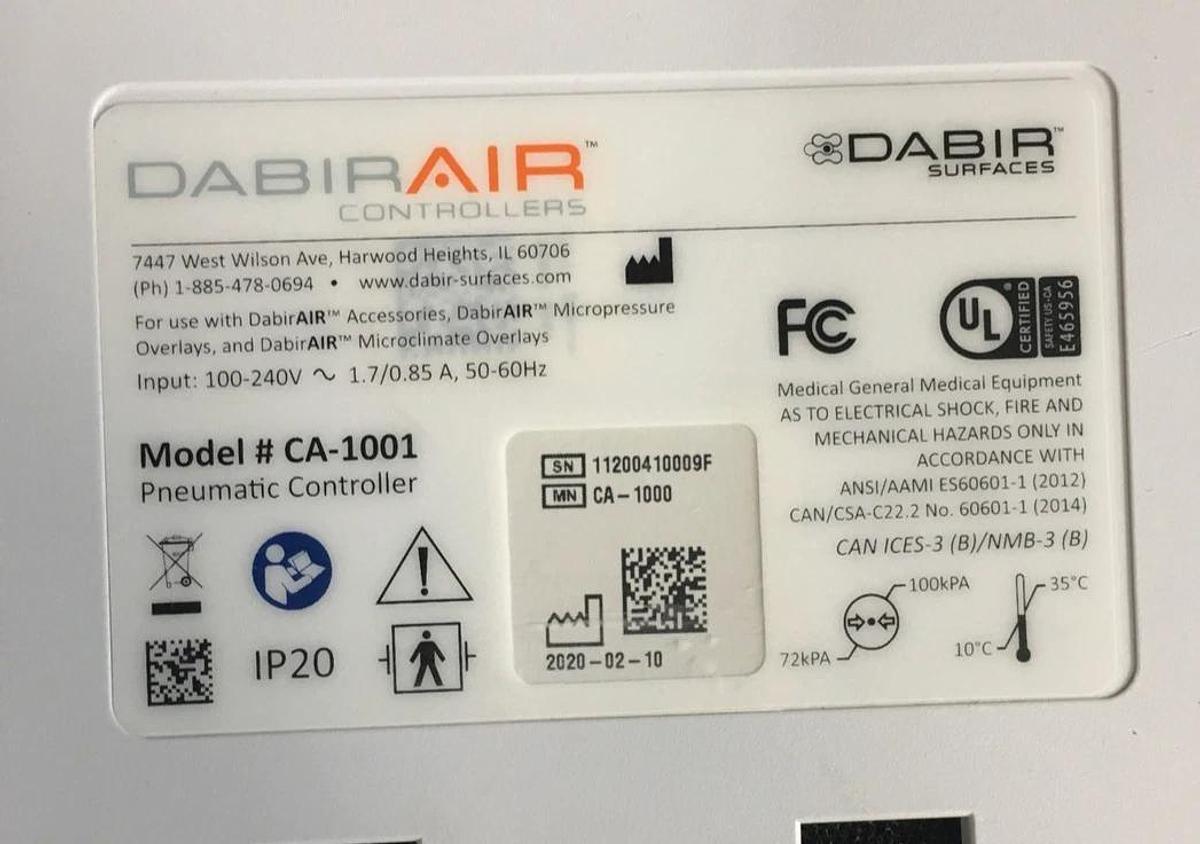 DABIRAIR™
CONTROLLERS
DABIR™
SURFACES
7447 West Wilson Ave, Harwood Heights, IL 60706
(Ph) 1-885-478-0694 • www.dabir-surfaces.com
For use with DabirAIR™ Accessories, DabirAIR™ Micropressure
Overlays, and DabirAIR™ Microclimate Overlays
Input: 100-240V ∿ 1.7/0.85 A, 50-60Hz
Model # CA-1001
Pneumatic Controller
IP20
SN 11200410009F
MN CA-1000
2020-02-10
FC
UL
CERTIFIED
SAFETY US-CA
E465956
Medical General Medical Equipment
AS TO ELECTRICAL SHOCK, FIRE AND
MECHANICAL HAZARDS ONLY IN
ACCORDANCE WITH
ANSI/AAMI ES60601-1 (2012)
CAN/CSA-C22.2 No. 60601-1 (2014)
CAN ICES-3 (B)/NMB-3 (B)
100kPA
72kPA
35°C
10°C